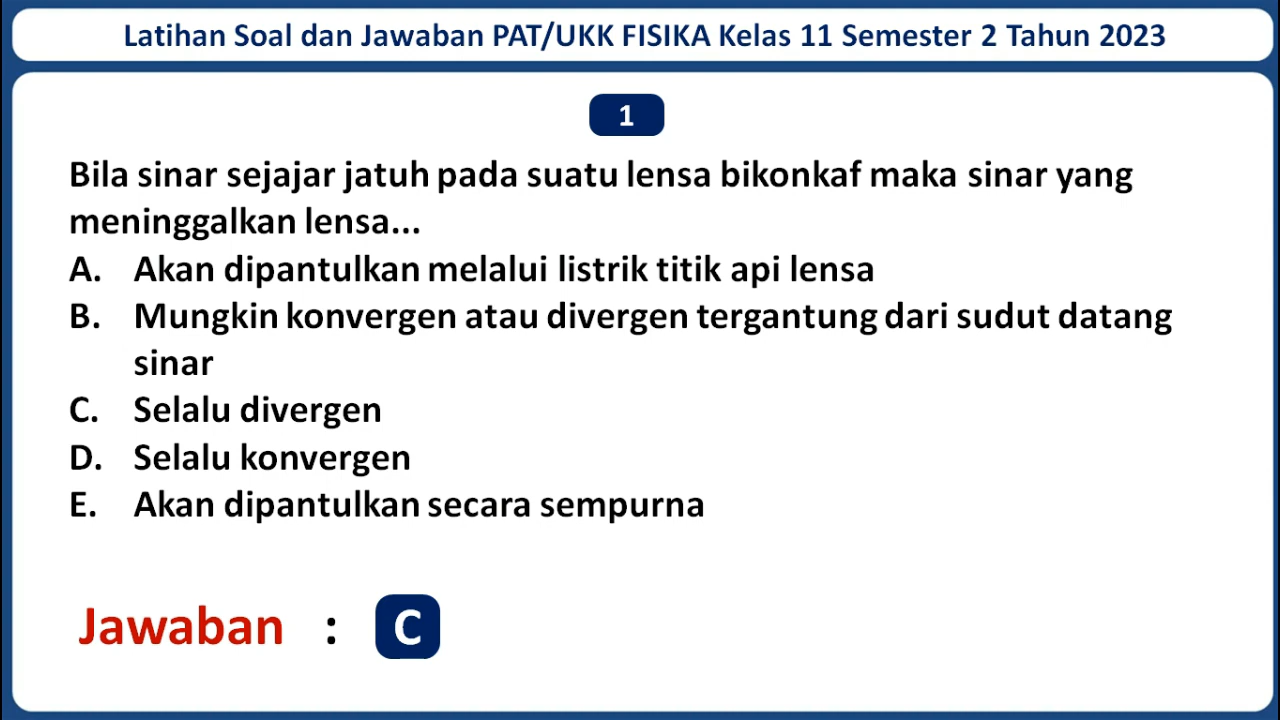 Latihan Soal dan Jawaban PAT/UKK FISIKA Kelas 11 Semester 2 Tahun 2023
1
Bila sinar sejajar jatuh pada suatu lensa bikonkaf maka sinar yang
meninggalkan lensa...
A. Akan dipantulkan melalui listrik titik api lensa
B. Mungkin konvergen atau divergen tergantung dari sudut datang
sinar
C. Selalu divergen
D. Selalu konvergen
E. Akan dipantulkan secara sempurna
Jawaban : C